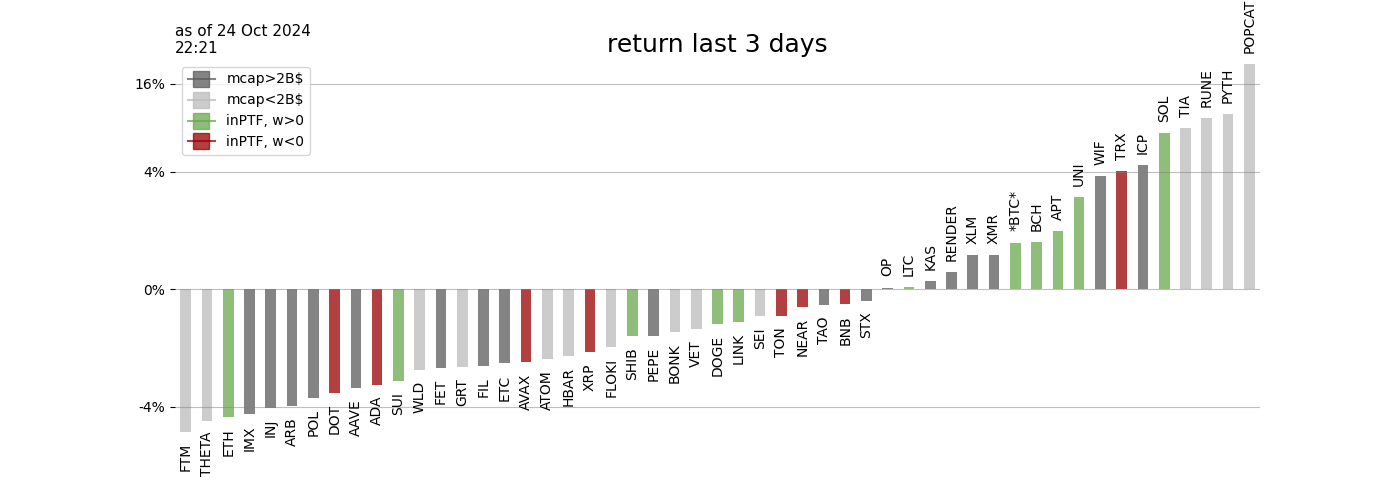 as of 24 Oct 2024
22:21
return last 3 days
mcap>2B$
mcap<2B$
inPTF, w>0
inPTF, w<0
16%
4%
0%
-4%
FTM
THETA
ETH
IMX
INJ
ARB
POL
DOT
AAVE
ADA
SUI
WLD
FET
GRT
FIL
ETC
AVAX
ATOM
HBAR
XRP
FLOKI
SHIB
PEPE
BONK
VET
DOGE
LINK
SEI
TON
NEAR
TAO
BNB
STX
OP
LTC
KAS
RENDER
XLM
XMR
*BTC*
BCH
APT
UNI
WIF
TRX
ICP
SOL
TIA
RUNE
PYTH
POPCAT